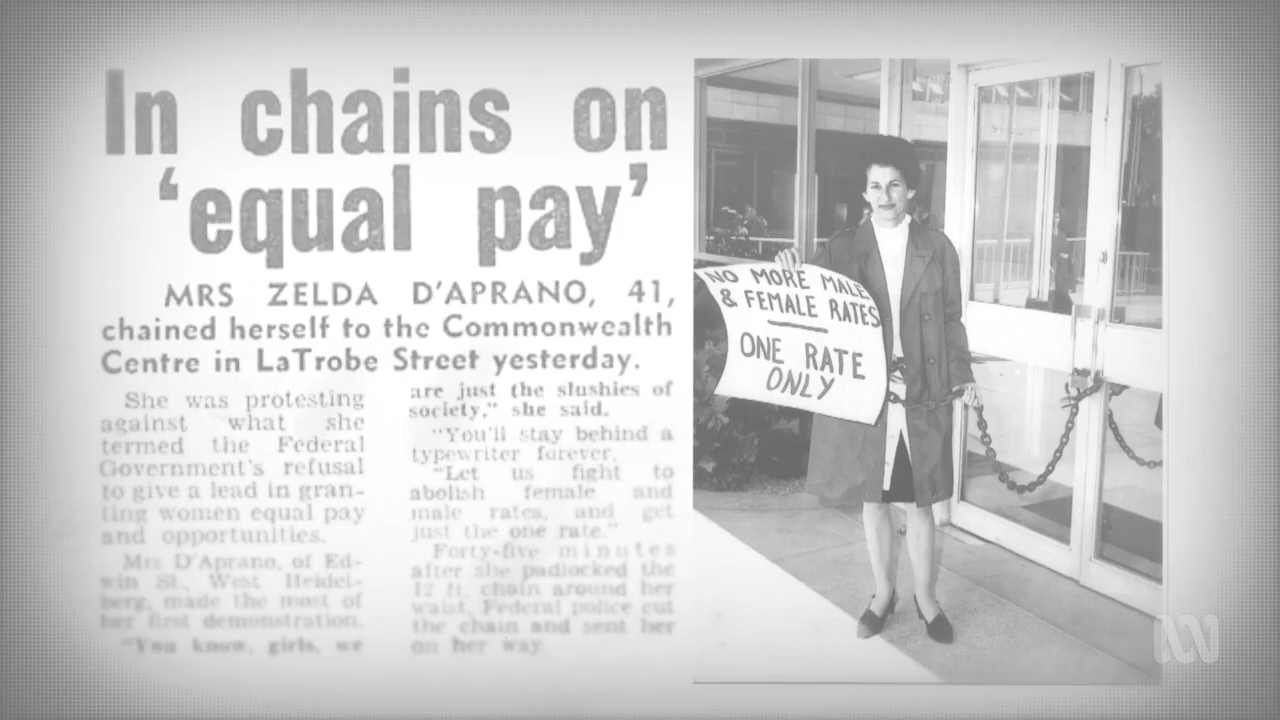 In chains on
‘equal pay’
MRS ZELDA D’APRANO, 41,
chained herself to the Commonwealth
Centre in LaTrobe Street yesterday.
She was protesting
against what she
termed the Federal
Government’s refusal
to give a lead in gran-
ting women equal pay
and opportunities.
Mrs D’Aprano, of Ed-
win St., West Heidel-
berg, made the most of
her first demonstration.
“You know, girls, we
are just the slushies of
society,” she said.
“You’ll stay behind a
typewriter forever.
“Let us fight to
abolish female and
male rates, and get
just the one rate.”
Forty-five minutes
after she padlocked the
12 ft. chain around her
waist, Federal police cut
the chain and sent her
on her way.
NO MORE MALE
& FEMALE RATES
ONE RATE
ONLY